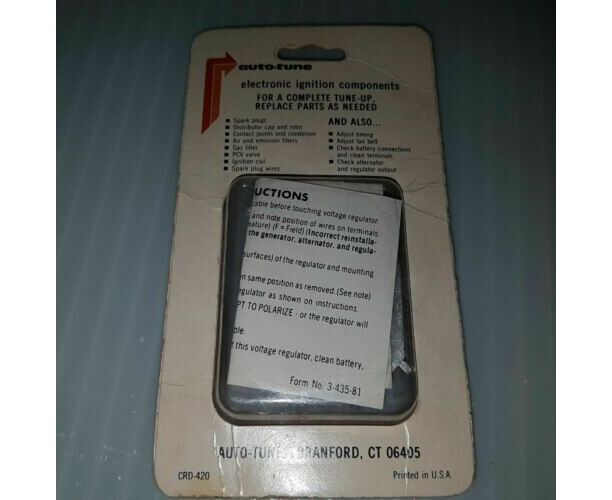 auto-tune
electronic ignition components
FOR A COMPLETE TUNE-UP,
REPLACE PARTS AS NEEDED
Spark plugs
Distributor cap and rotor
Contact points and condenser
Air and emission filters
Gas filter
PCV valve
Ignition coil
Spark plug wires
AND ALSO...
Adjust timing
Adjust fan belt
Check battery connections
and clean terminals
Check alternator
and regulator output
UCTIONS
cable before touching voltage regulator.
and note position of wires on terminals
ature) (F = Field) (Incorrect reinstalla-
the generator, alternator, and regula-
surfaces) of the regulator and mounting
n same position as removed. (See note)
egulator as shown on instructions.
PT TO POLARIZE - or the regulator will
ble.
f this voltage regulator, clean battery,
Form No. 3-435-81
AUTO-TUNE BRANFORD, CT 06405
CRD-420
Printed in U.S.A.